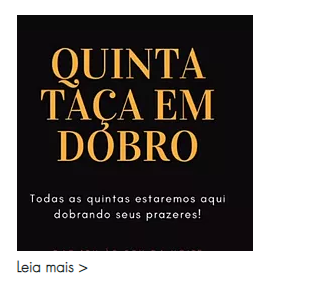 QUINTA
TAÇA EM
DOBRO
Todas as quintas estaremos aqui
dobrando seus prazeres!
Leia mais >